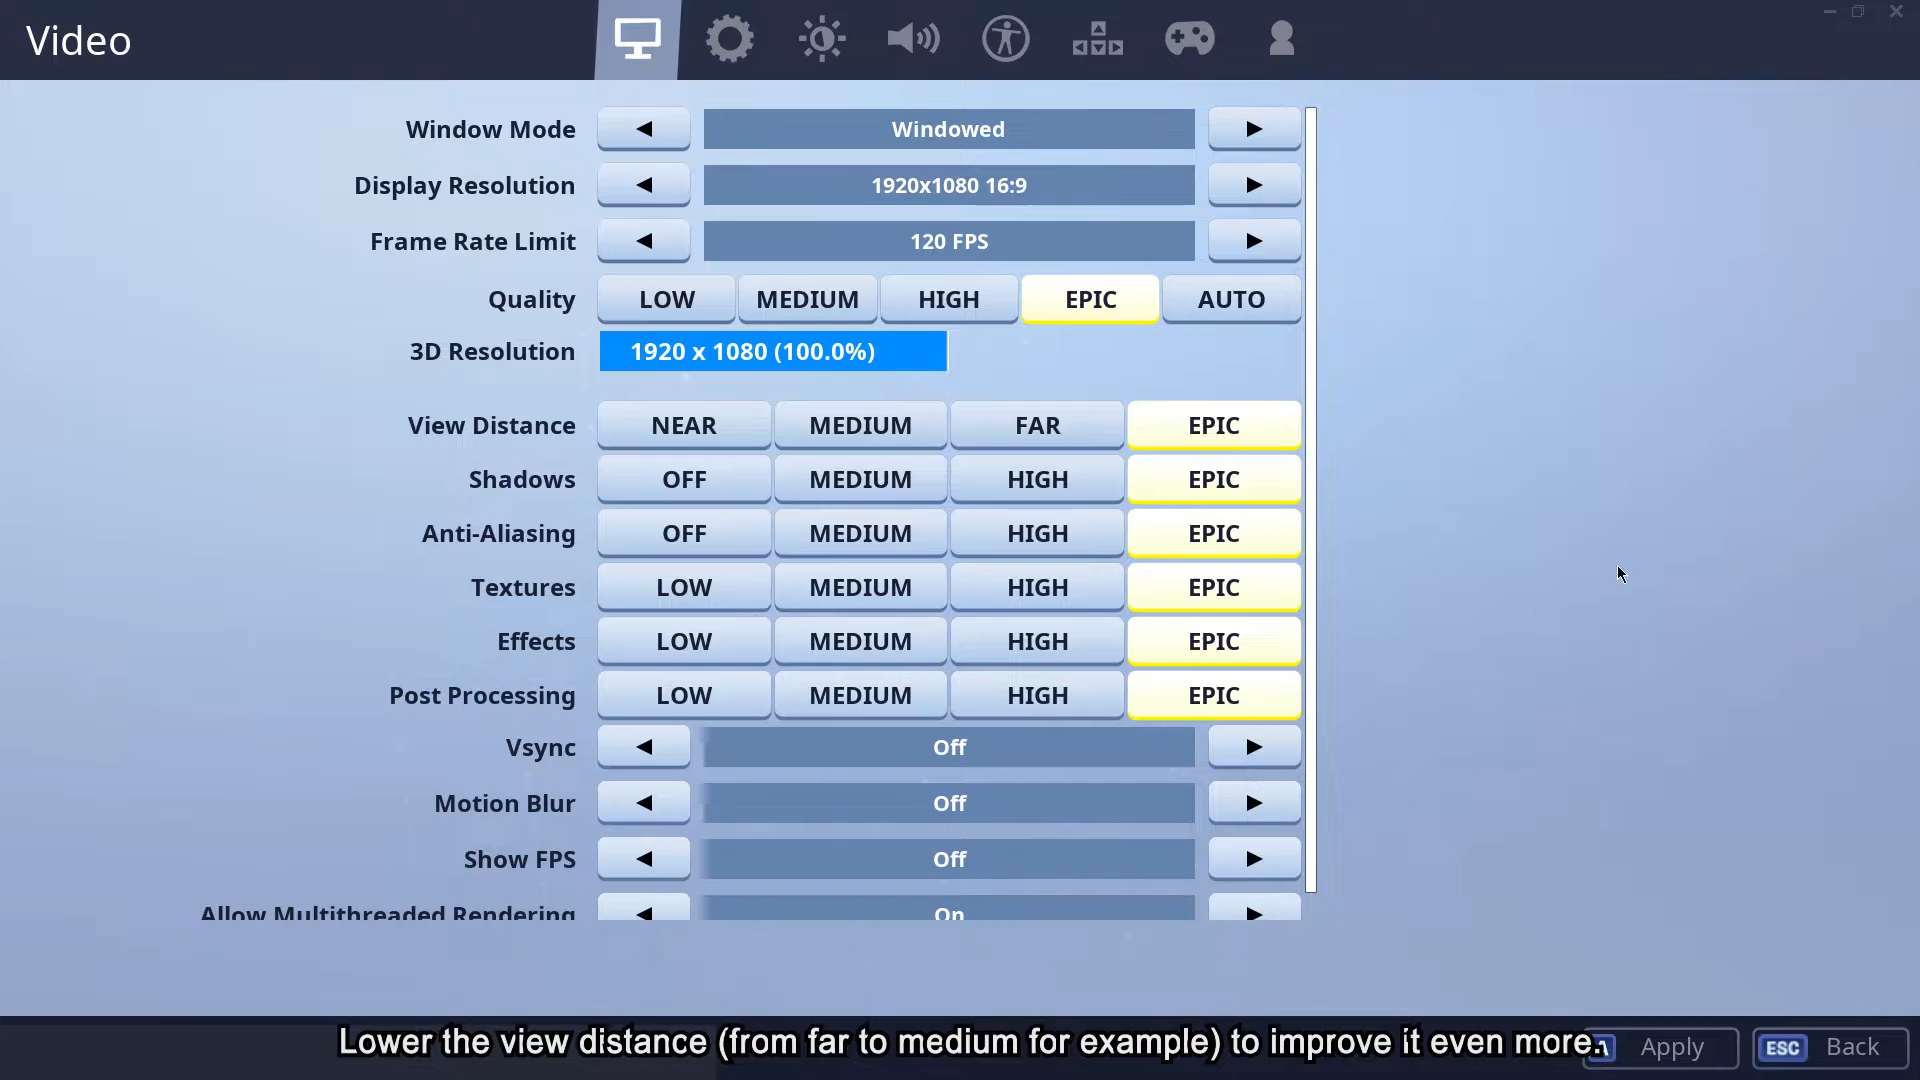 Video
Window Mode Windowed
Display Resolution 1920x1080 16:9
Frame Rate Limit 120 FPS
Quality LOW MEDIUM HIGH EPIC AUTO
3D Resolution 1920 x 1080 (100.0%)
View Distance NEAR MEDIUM FAR EPIC
Shadows OFF MEDIUM HIGH EPIC
Anti-Aliasing OFF MEDIUM HIGH EPIC
Textures LOW MEDIUM HIGH EPIC
Effects LOW MEDIUM HIGH EPIC
Post Processing LOW MEDIUM HIGH EPIC
Vsync Off
Motion Blur Off
Show FPS Off
Allow Multithreaded Rendering On
Lower the view distance (from far to medium for example) to improve it even more.
A Apply ESC Back